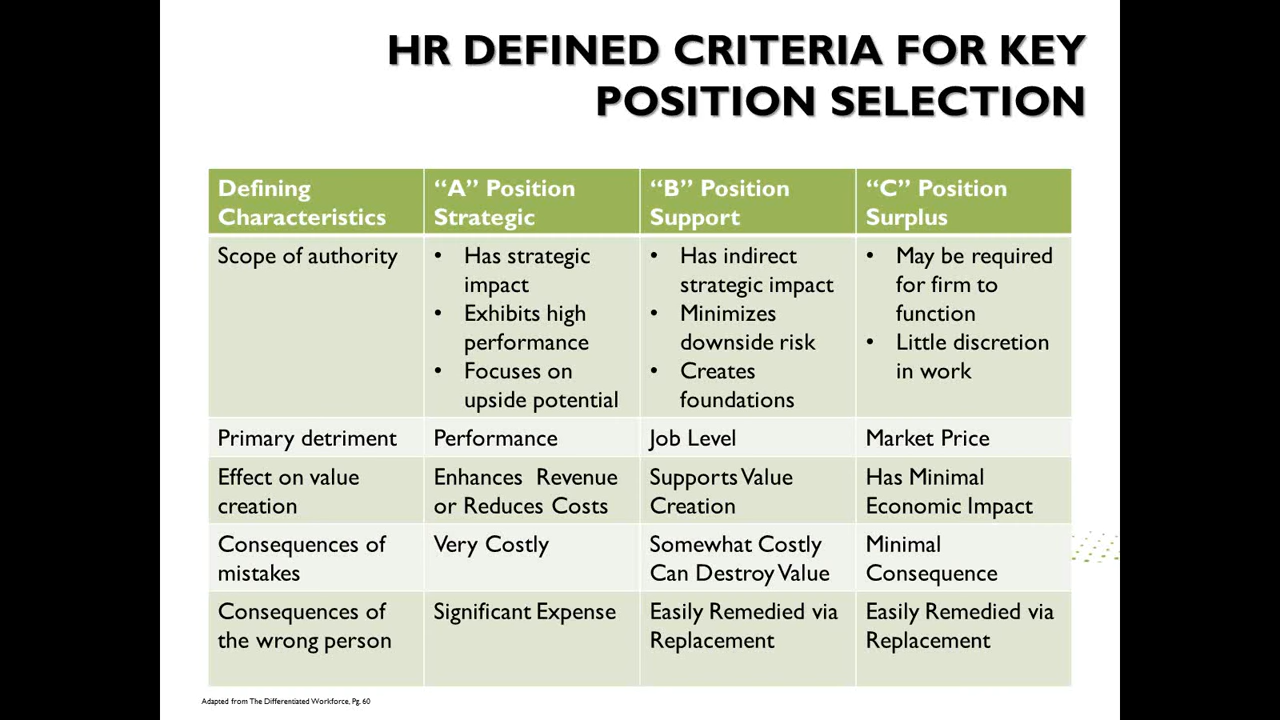 HR DEFINED CRITERIA FOR KEY
POSITION SELECTION
Defining
Characteristics
“A” Position
Strategic
“B” Position
Support
“C” Position
Surplus
Scope of authority
• Has strategic
impact
• Exhibits high
performance
• Focuses on
upside potential
• Has indirect
strategic impact
• Minimizes
downside risk
• Creates
foundations
• May be required
for firm to
function
• Little discretion
in work
Primary detriment
Performance
Job Level
Market Price
Effect on value
creation
Enhances Revenue
or Reduces Costs
Supports Value
Creation
Has Minimal
Economic Impact
Consequences of
mistakes
Very Costly
Somewhat Costly
Can Destroy Value
Minimal
Consequence
Consequences of
the wrong person
Significant Expense
Easily Remedied via
Replacement
Easily Remedied via
Replacement
Adapted from The Differentiated Workforce, Pg. 60